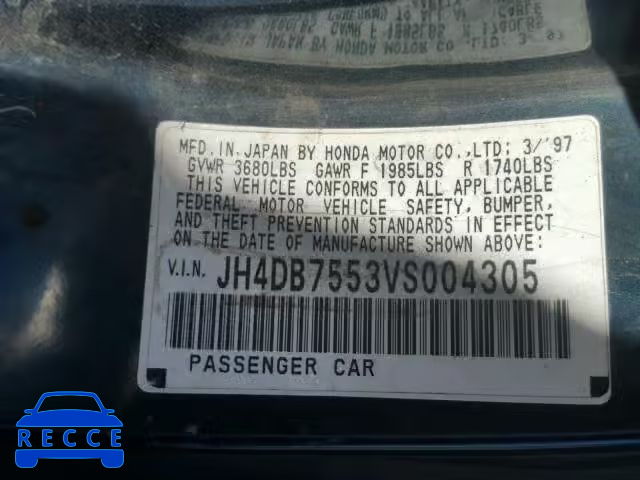 MFD. IN. JAPAN BY HONDA MOTOR CO.,LTD: 3/'97
GVWR 3680LBS GAWR F 1985LBS R 1740LBS
THIS VEHICLE CONFORMS TO ALL APPLICABLE
FEDERAL MOTOR VEHICLE SAFETY, BUMPER,
AND THEFT PREVENTION STANDARDS IN EFFECT
ON THE DATE OF MANUFACTURE SHOWN ABOVE:
V.I.N. JH4DB7553VS004305
PASSENGER CAR
RECCE